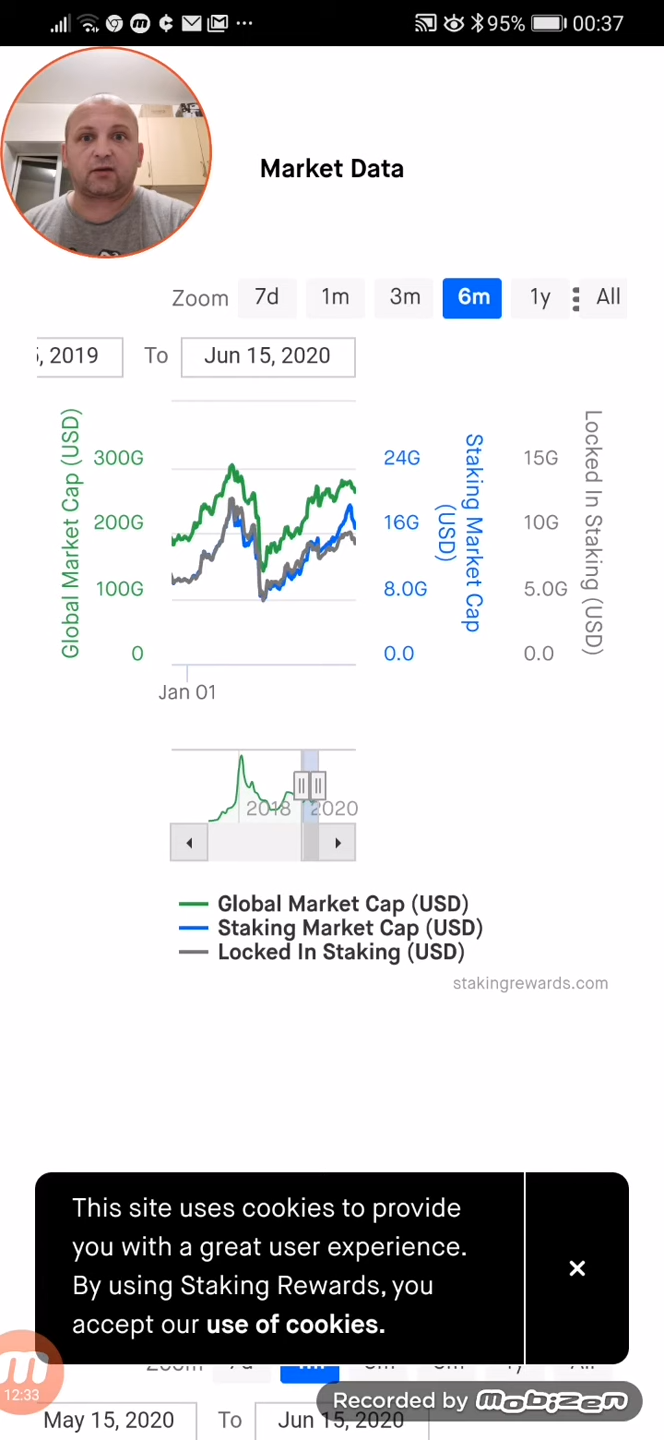 95% 00:37
Market Data
Zoom 7d 1m 3m 6m 1y All
, 2019 To Jun 15, 2020
Global Market Cap (USD)
300G
200G
100G
0
24G
16G
8.0G
0.0
Staking Market Cap
(USD)
15G
10G
5.0G
0.0
Locked In Staking (USD)
Jan 01
2018 2020
Global Market Cap (USD)
Staking Market Cap (USD)
Locked In Staking (USD)
stakingrewards.com
This site uses cookies to provide
you with a great user experience.
By using Staking Rewards, you
accept our use of cookies.
12:33
Recorded by mobizen
May 15, 2020 To Jun 15, 2020